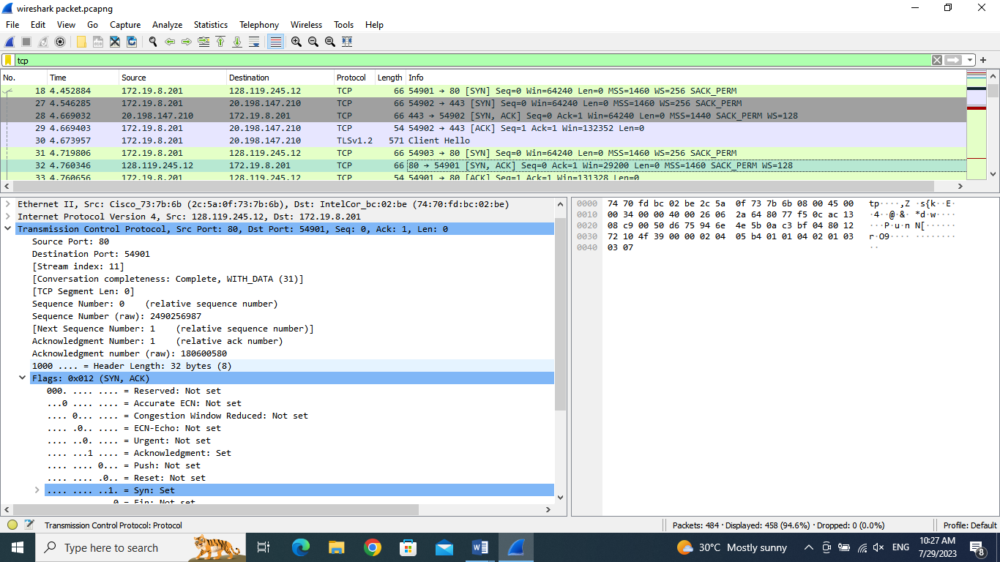 wireshark packet.pcapng
File Edit View Go Capture Analyze Statistics Telephony Wireless Tools Help
tcp
No. Time Source Destination Protocol Length Info
18 4.452884 172.19.8.201 128.119.245.12 TCP 66 54901 → 80 [SYN] Seq=0 Win=64240 Len=0 MSS=1460 WS=256 SACK_PERM
27 4.546285 172.19.8.201 20.198.147.210 TCP 66 54902 → 443 [SYN] Seq=0 Win=64240 Len=0 MSS=1460 WS=256 SACK_PERM
28 4.669032 20.198.147.210 172.19.8.201 TCP 66 443 → 54902 [SYN, ACK] Seq=0 Ack=1 Win=64240 Len=0 MSS=1440 SACK_PERM WS=128
29 4.669403 172.19.8.201 20.198.147.210 TCP 54 54902 → 443 [ACK] Seq=1 Ack=1 Win=132352 Len=0
30 4.673957 172.19.8.201 20.198.147.210 TLSv1.2 571 Client Hello
31 4.719806 172.19.8.201 128.119.245.12 TCP 66 54903 → 80 [SYN] Seq=0 Win=64240 Len=0 MSS=1460 WS=256 SACK_PERM
32 4.760346 128.119.245.12 172.19.8.201 TCP 66 80 → 54901 [SYN, ACK] Seq=0 Ack=1 Win=29200 Len=0 MSS=1460 SACK_PERM WS=128
33 4.760656 172.19.8.201 128.119.245.12 TCP 54 54901 → 80 [ACK] Seq=1 Ack=1 Win=131328 Len=0
Ethernet II, Src: Cisco_73:7b:6b (2c:5a:0f:73:7b:6b), Dst: IntelCor_bc:02:be (74:70:fd:bc:02:be)
Internet Protocol Version 4, Src: 128.119.245.12, Dst: 172.19.8.201
Transmission Control Protocol, Src Port: 80, Dst Port: 54901, Seq: 0, Ack: 1, Len: 0
Source Port: 80
Destination Port: 54901
[Stream index: 11]
[Conversation completeness: Complete, WITH_DATA (31)]
[TCP Segment Len: 0]
Sequence Number: 0 (relative sequence number)
Sequence Number (raw): 2490256987
[Next Sequence Number: 1 (relative sequence number)]
Acknowledgment Number: 1 (relative ack number)
Acknowledgment number (raw): 180600580
1000 .... = Header Length: 32 bytes (8)
Flags: 0x012 (SYN, ACK)
000. .... .... = Reserved: Not set
...0 .... .... = Accurate ECN: Not set
.... 0... .... = Congestion Window Reduced: Not set
.... .0.. .... = ECN-Echo: Not set
.... ..0. .... = Urgent: Not set
.... ...1 .... = Acknowledgment: Set
.... .... 0... = Push: Not set
.... .... .0.. = Reset: Not set
.... .... ..1. = Syn: Set
0 = Fin: Not set
0000 74 70 fd bc 02 be 2c 5a 0f 73 7b 6b 08 00 45 00 tp····,Z ·s{k··E·
0010 00 34 00 00 40 00 26 06 2a 64 80 77 f5 0c ac 13 ·4··@·&· *d·w····
0020 08 c9 00 50 d6 75 94 6e 4e 5b 0a c3 bf 04 80 12 ···P·u·n N[······
0030 72 10 4f 39 00 00 02 04 05 b4 01 01 04 02 01 03 r·O9···· ········
0040 03 07 ··
Transmission Control Protocol: Protocol
Packets: 484 · Displayed: 458 (94.6%) · Dropped: 0 (0.0%)
Profile: Default
Type here to search
W
30°C Mostly sunny
ENG
10:27 AM
7/29/2023
8